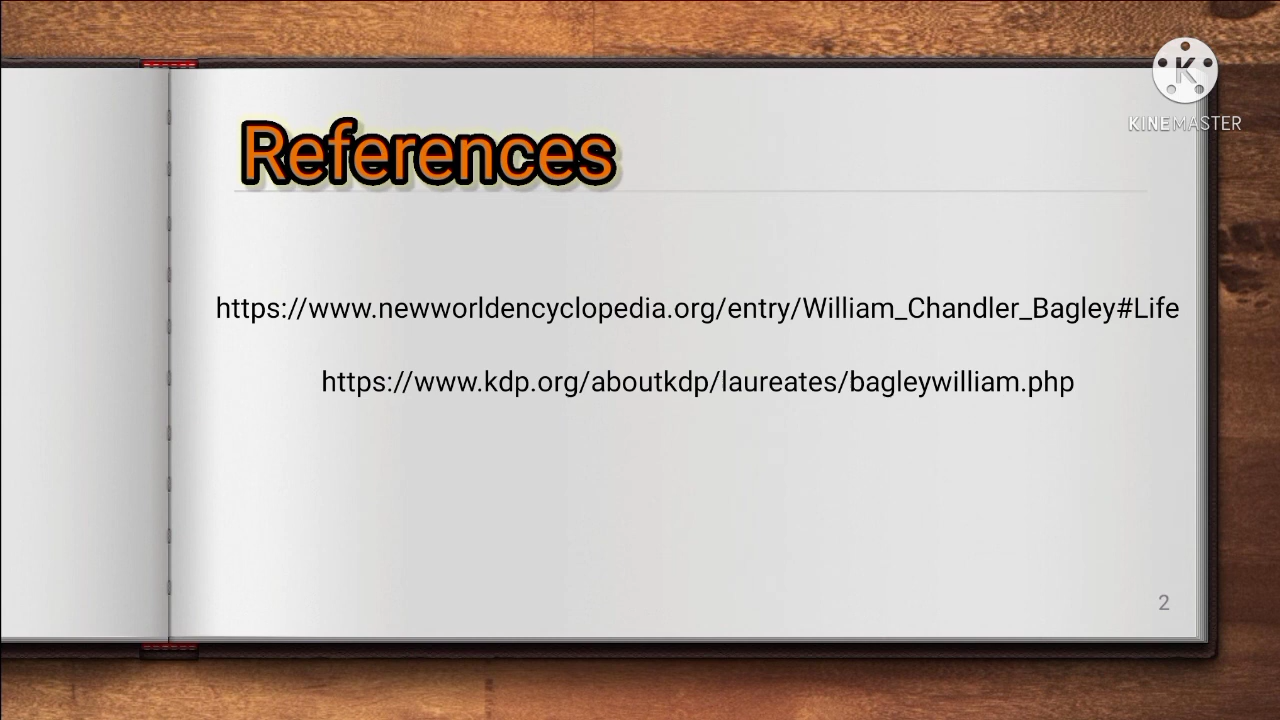 K
KINEMASTER
References
https://www.newworldencyclopedia.org/entry/William_Chandler_Bagley#Life
https://www.kdp.org/aboutkdp/laureates/bagleywilliam.php
2